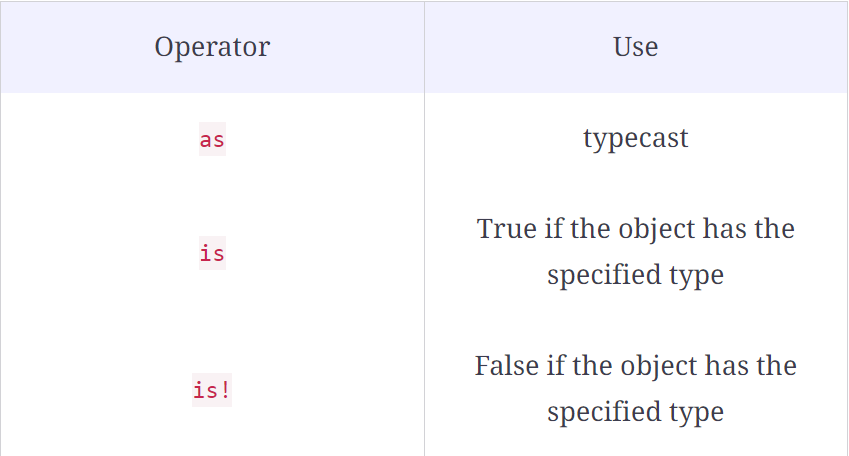 Operator Use
as typecast
True if the object has the
is
specified type
False if the object has the
is!
specified type